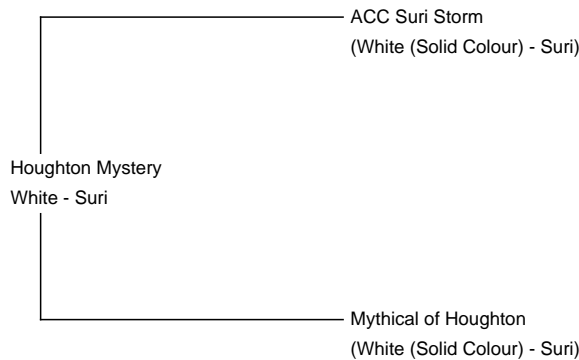 ACC Suri Storm
(White (Solid Colour) - Suri)
Houghton Mystery
White - Suri
Mythical of Houghton
(White (Solid Colour) - Suri)